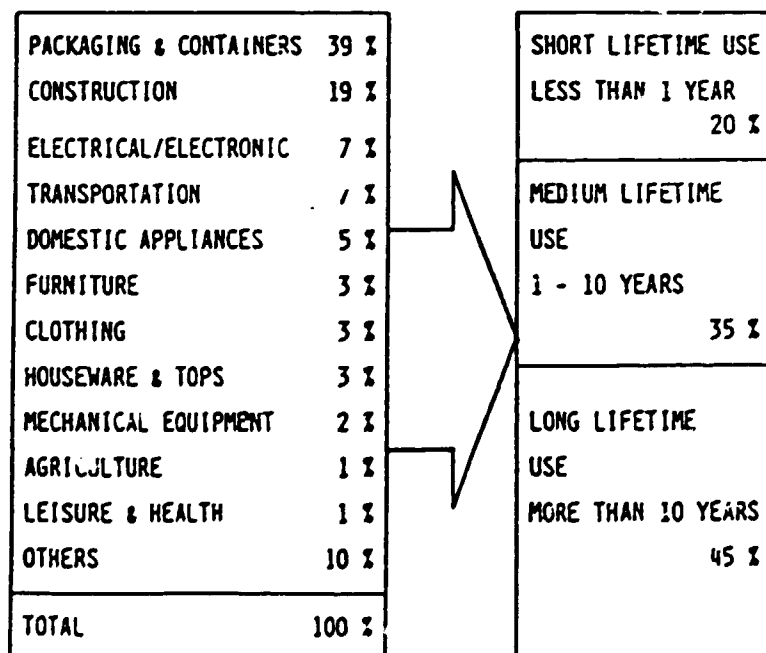 PACKAGING & CONTAINERS 39 %
CONSTRUCTION 19 %
ELECTRICAL/ELECTRONIC 7 %
TRANSPORTATION %
DOMESTIC APPLIANCES 5 %
FURNITURE 3 %
CLOTHING 3 %
HOUSEWARE & TOPS 3 %
MECHANICAL EQUIPMENT 2 %
AGRICULTURE 1 %
LEISURE & HEALTH 1 %
OTHERS 10 %
TOTAL 100 %
SHORT LIFETIME USE
LESS THAN 1 YEAR
20 %
MEDIUM LIFETIME
USE
1 - 10 YEARS
35 %
LONG LIFETIME
USE
MORE THAN 10 YEARS
45 %